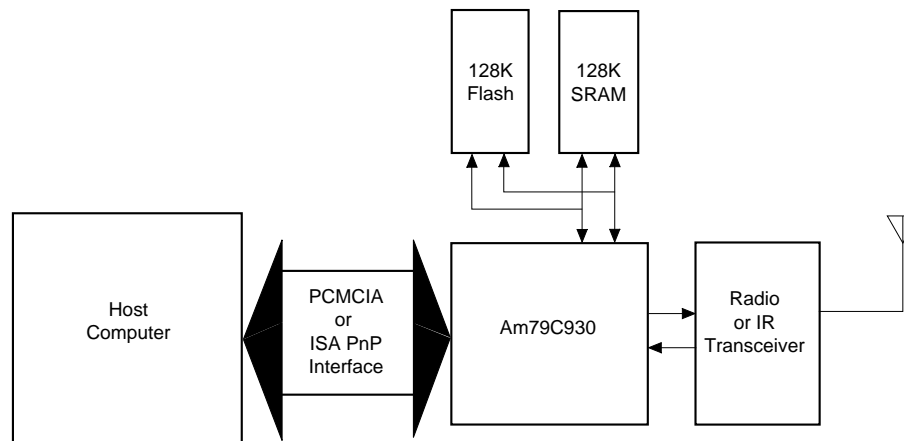 128K
Flash
128K
SRAM
Host
Computer
PCMCIA
or
ISA PnP
Interface
Am79C930
Radio
or IR
Transceiver